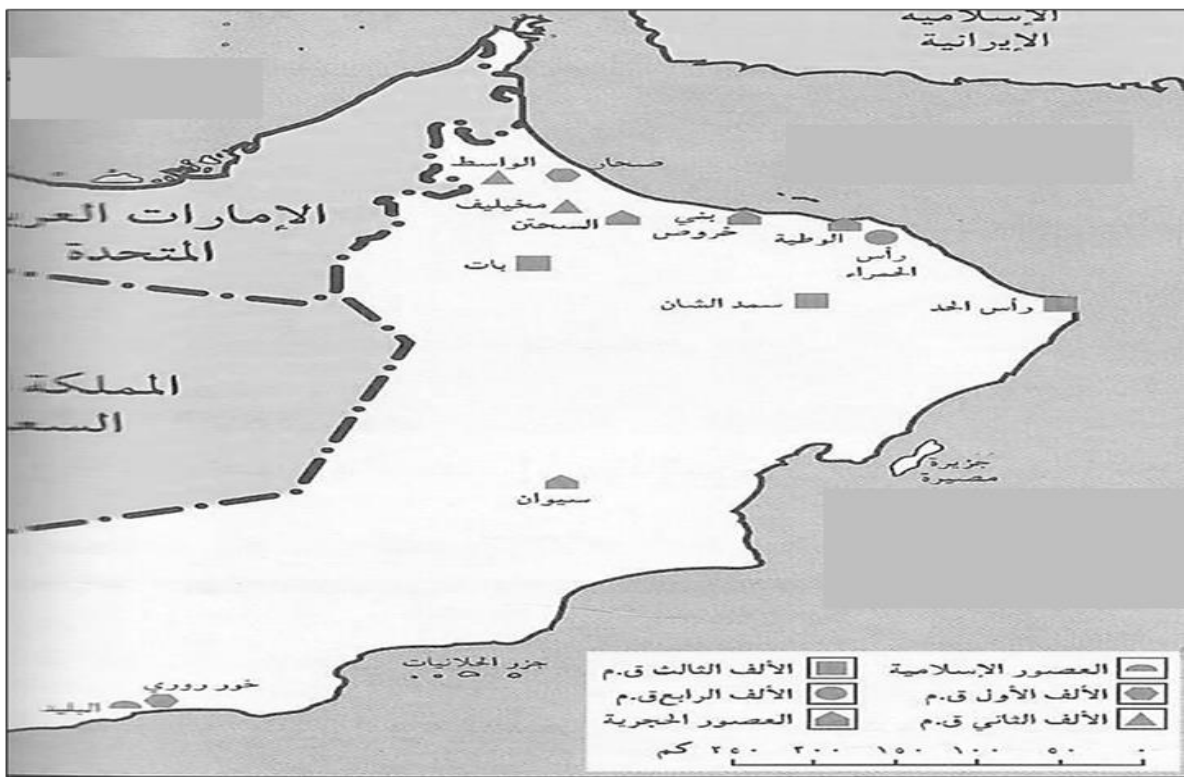 الإسلامية
الإيرانية
صحار
الواسط
الإمارات العر
المتحدة
مخيليف
السحتن
بني
خروص
الوطية
رأس
الحمراء
بات
سمد الشان
رأس الحد
المملكة
السع
جزيرة
مصيرة
سيوان
جزر الحلانيات
خور روري
البليد
العصور الإسلامية
الألف الثالث ق.م
الألف الأول ق.م
الألف الرابع ق.م
الألف الثاني ق.م
العصور الحجرية
٠ ٥٠ ١٠٠ ١٥٠ ٢٠٠ ٢٥٠ كم